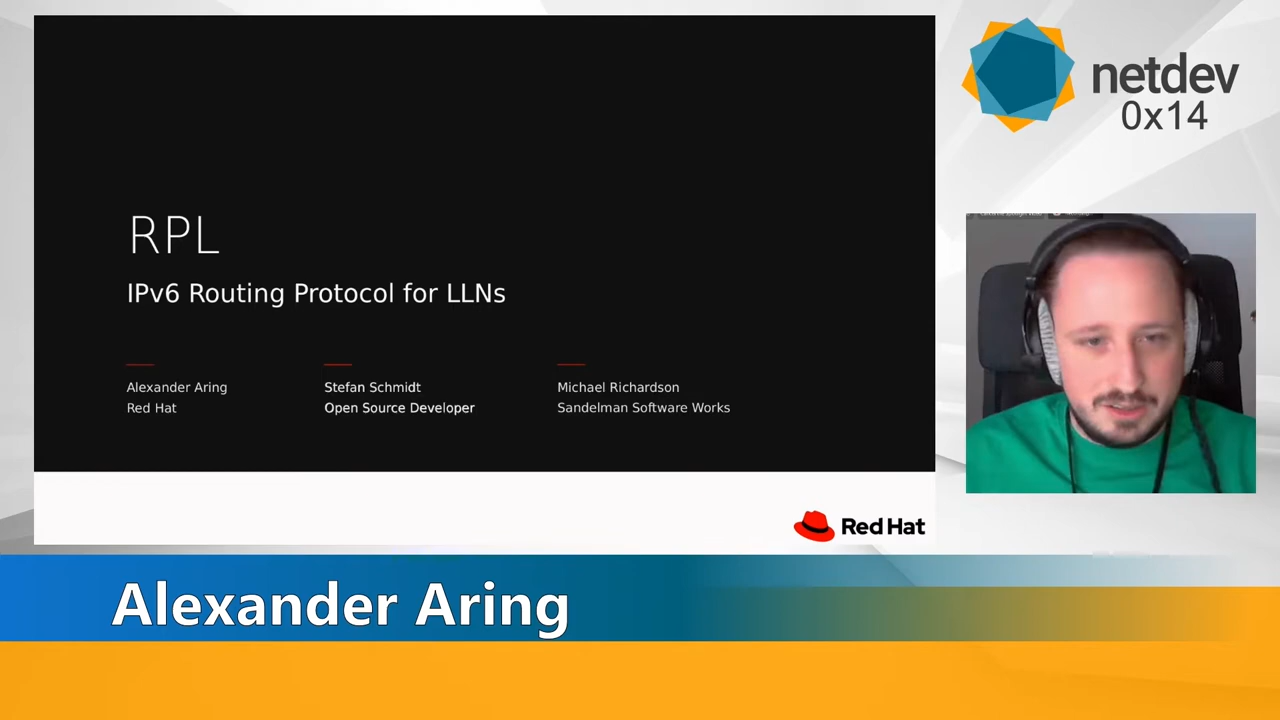 netdev
0x14
RPL
IPv6 Routing Protocol for LLNs
Alexander Aring
Red Hat
Stefan Schmidt
Open Source Developer
Michael Richardson
Sandelman Software Works
Red Hat
Alexander Aring